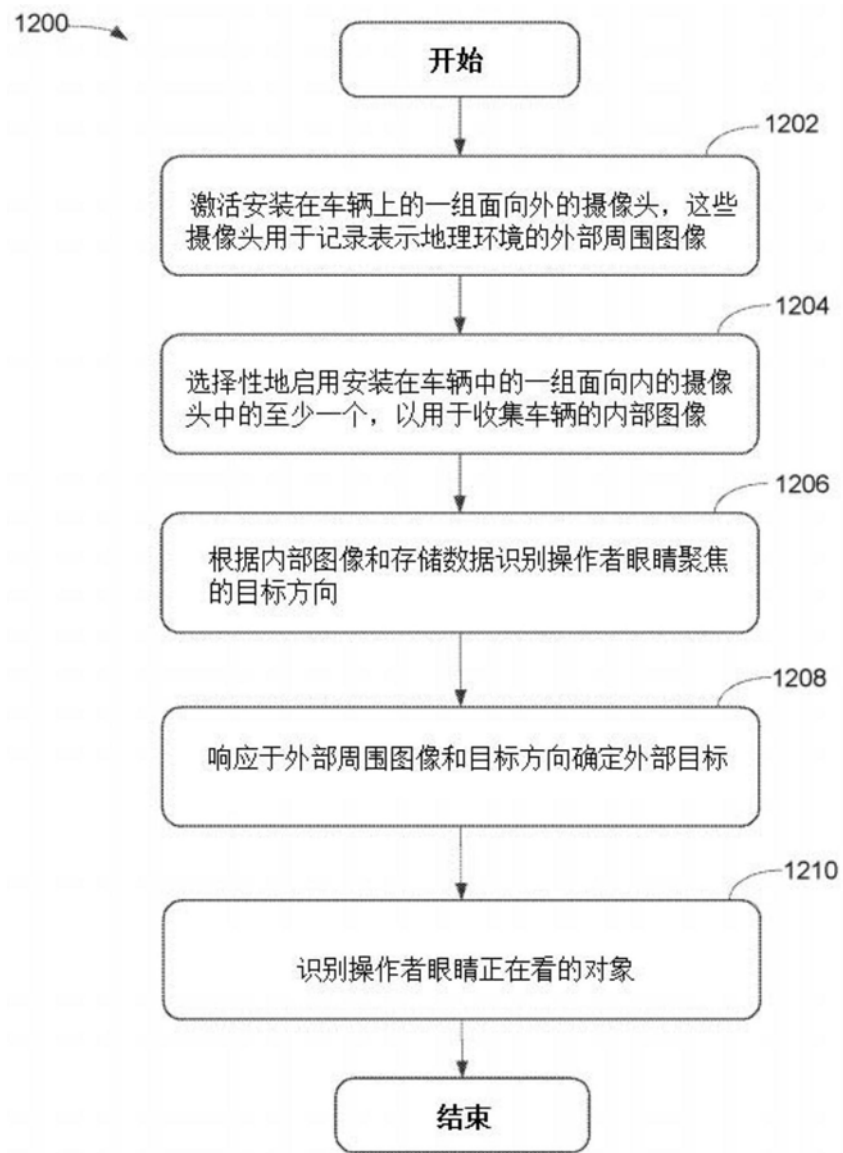 1200
开始
1202
激活安装在车辆上的一组面向外的摄像头，这些
摄像头用于记录表示地理环境的外部周围图像
1204
选择性地启用安装在车辆中的一组面向内的摄像
头中的至少一个，以用于收集车辆的内部图像
1206
根据内部图像和存储数据识别操作者眼睛聚焦
的目标方向
1208
响应于外部周围图像和目标方向确定外部目标
1210
识别操作者眼睛正在看的对象
结束